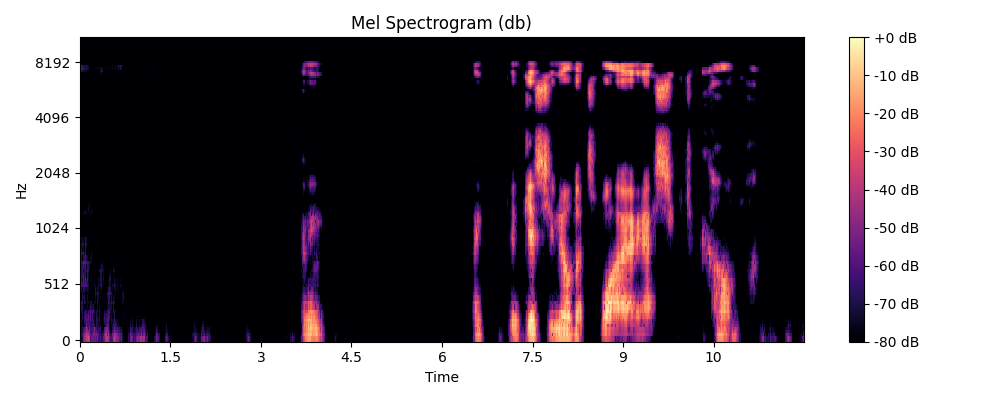 Mel Spectrogram (db)
8192
4096
2048
1024
512
0
Hz
0 1.5 3 4.5 6 7.5 9 10
Time
+0 dB
-10 dB
-20 dB
-30 dB
-40 dB
-50 dB
-60 dB
-70 dB
-80 dB